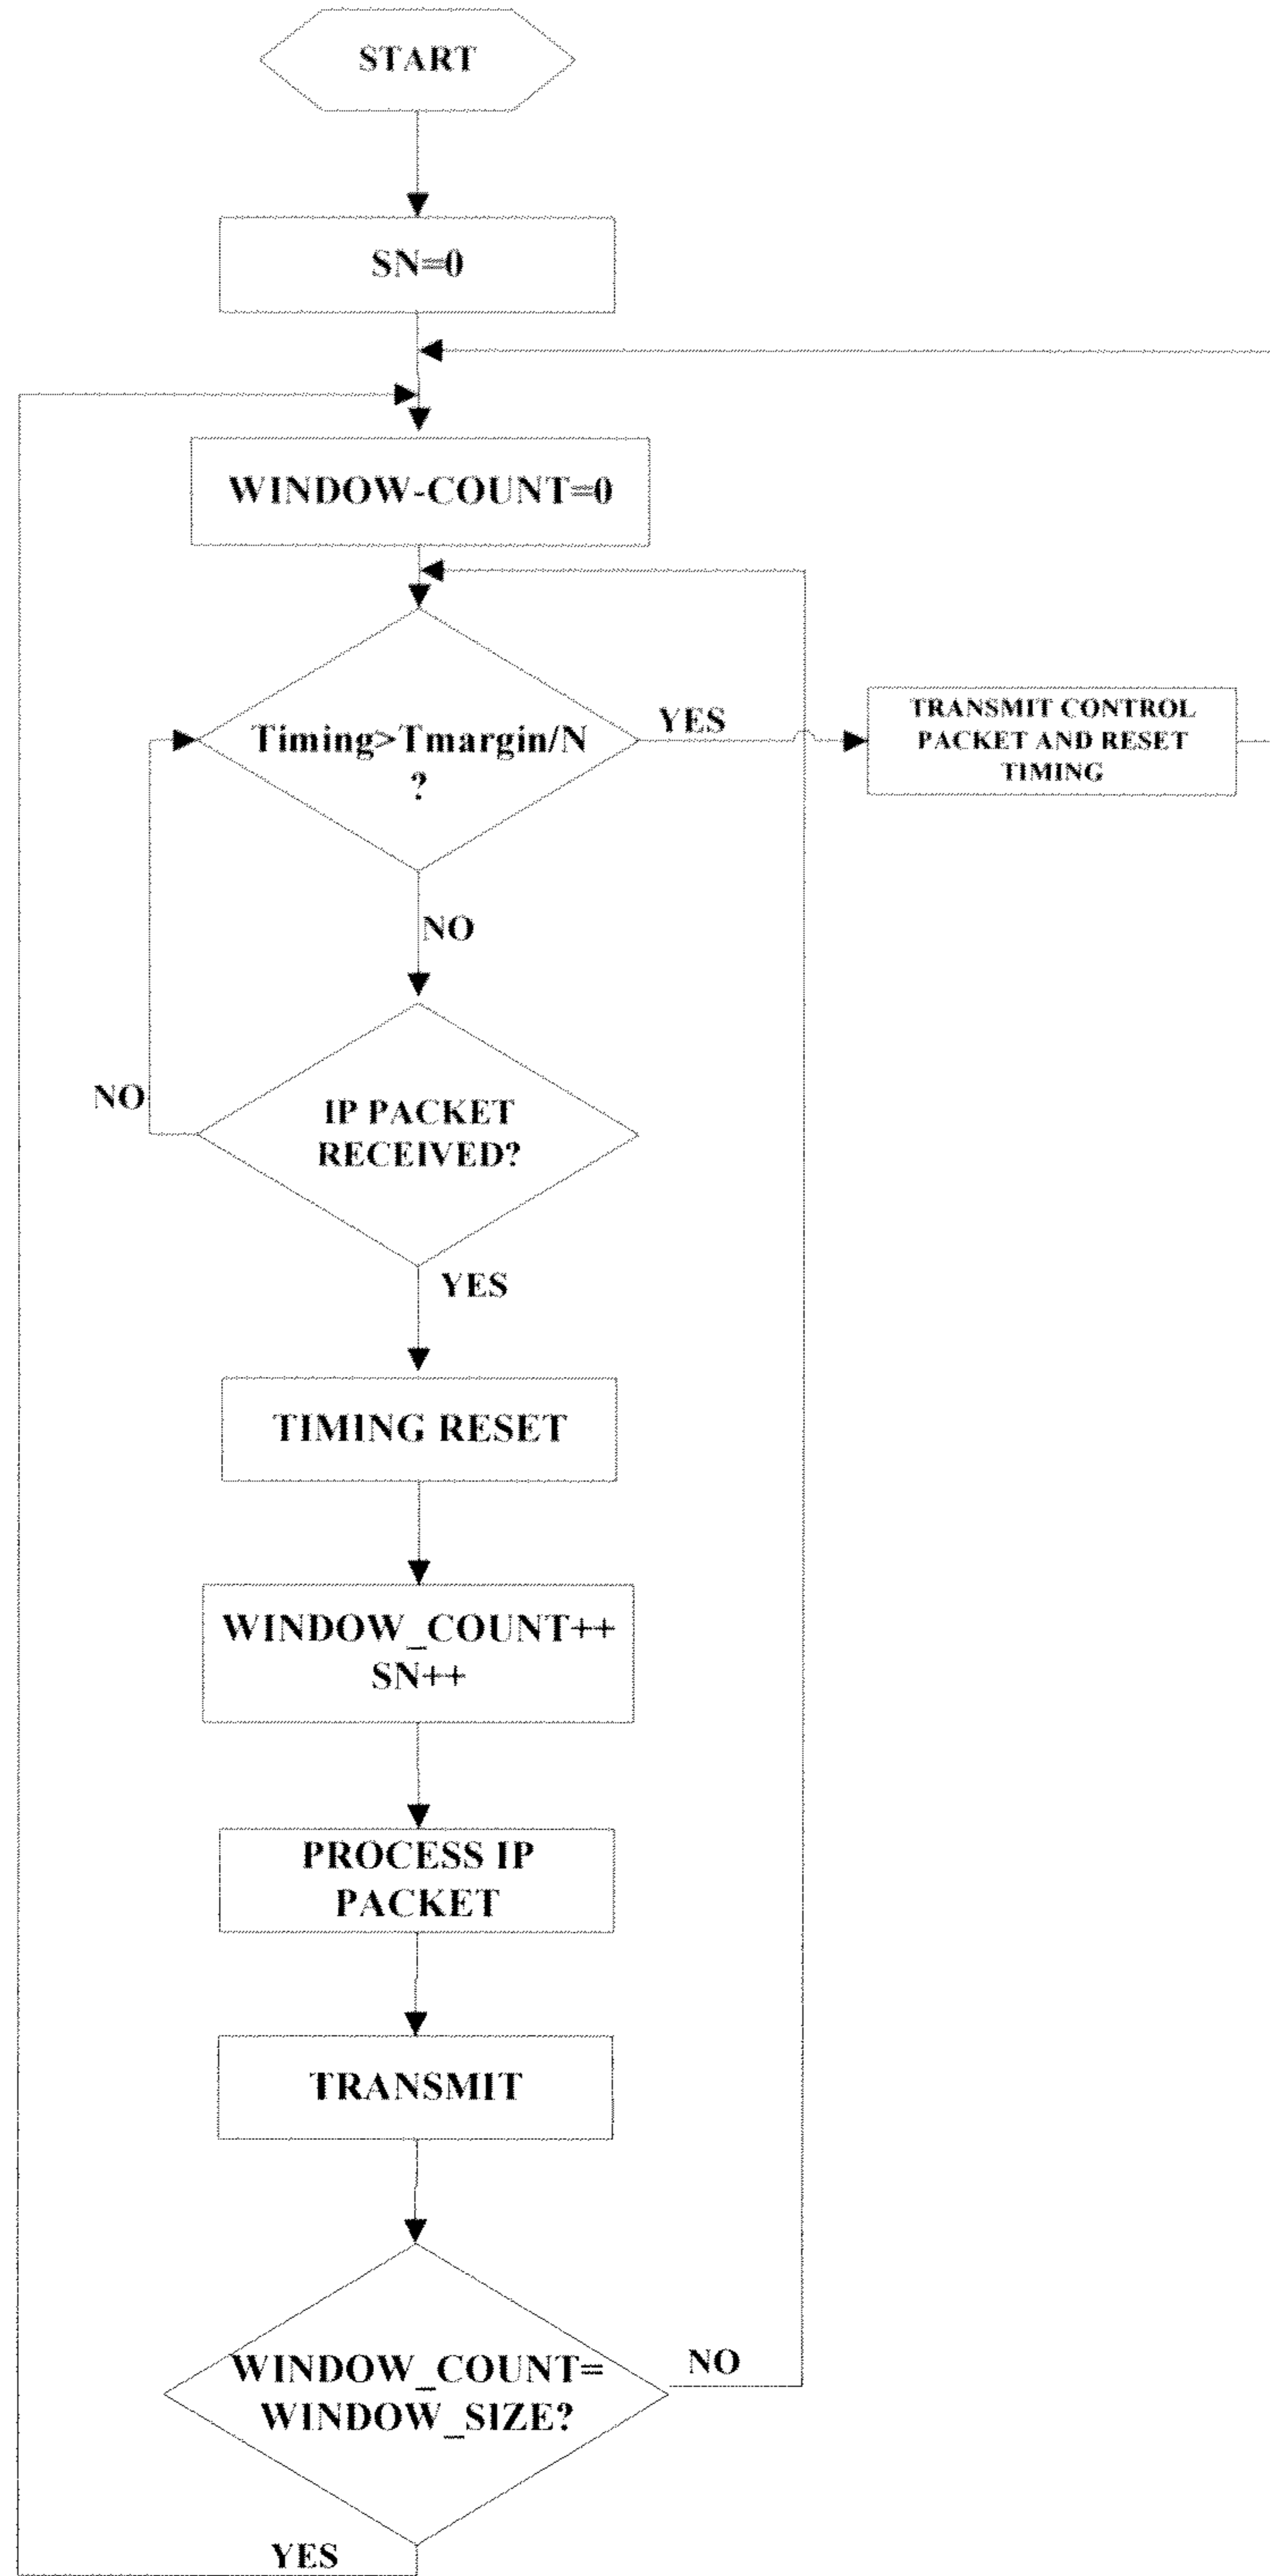 START
SN=0
WINDOW-COUNT=0
Timing>Tmargin/N
?
YES
TRANSMIT CONTROL
PACKET AND RESET
TIMING
NO
IP PACKET
RECEIVED?
NO
YES
TIMING RESET
WINDOW_COUNT++
SN++
PROCESS IP
PACKET
TRANSMIT
WINDOW_COUNT=
WINDOW_SIZE?
NO
YES